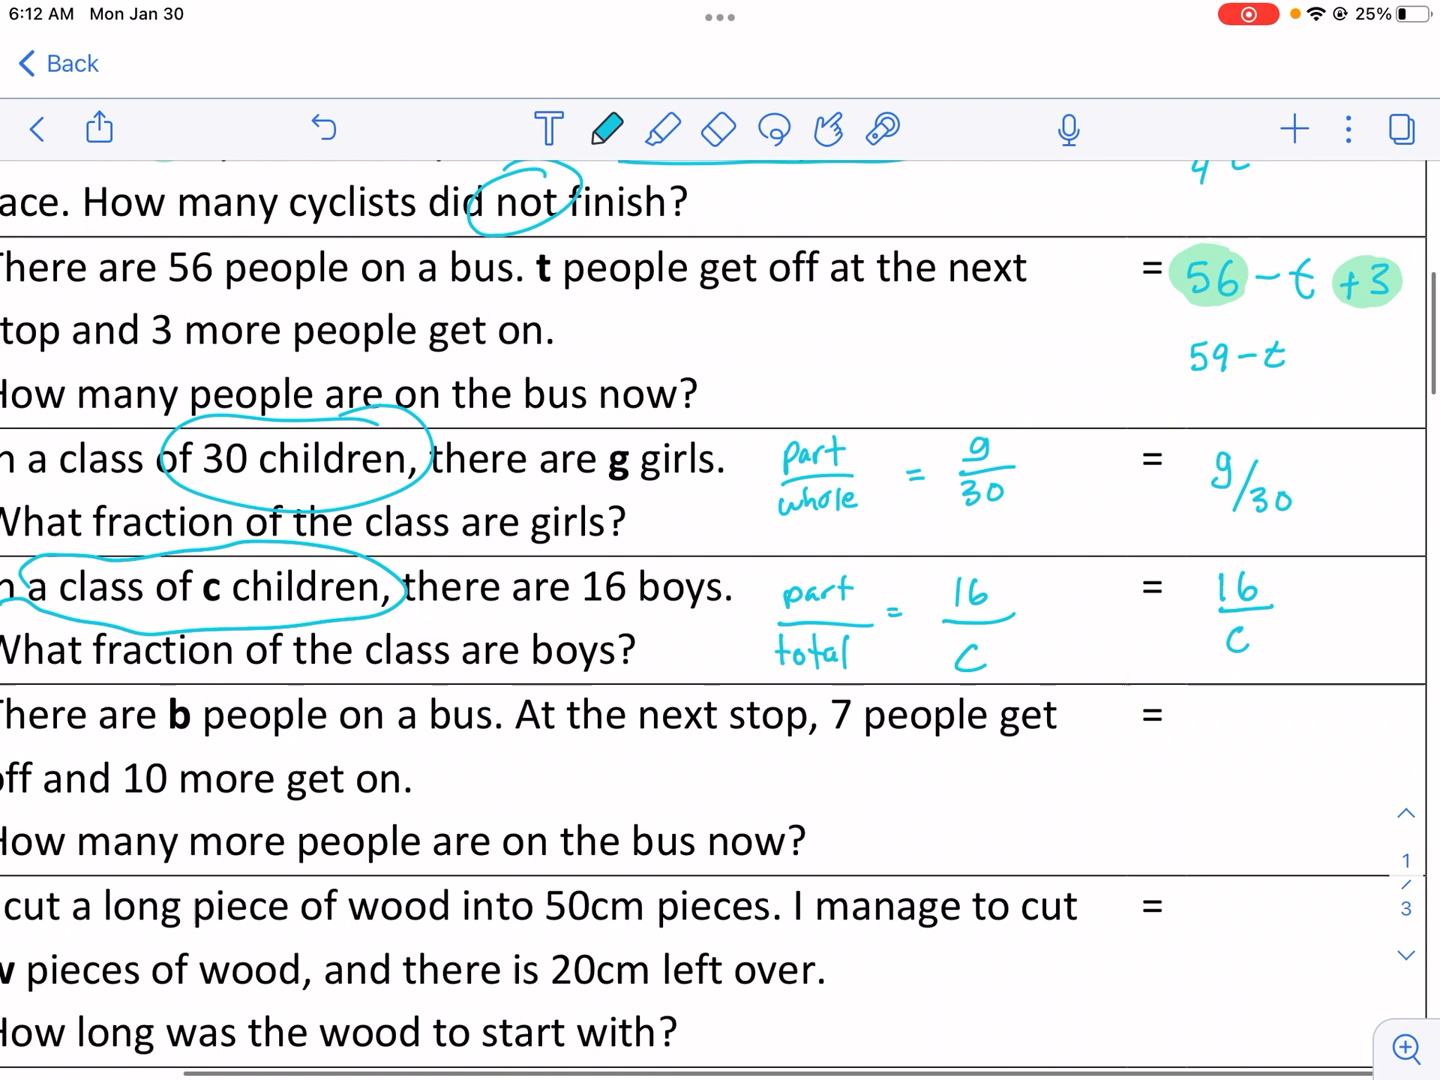 6:12 AM Mon Jan 30
25%
Back
ace. How many cyclists did not finish?
here are 56 people on a bus. t people get off at the next
= 56 - t + 3
top and 3 more people get on.
59 - t
ow many people are on the bus now?
n a class of 30 children, there are g girls.
part
whole
= g
30
= g/30
What fraction of the class are girls?
n a class of c children, there are 16 boys.
part
total
= 16
c
= 16
c
What fraction of the class are boys?
here are b people on a bus. At the next stop, 7 people get
=
ff and 10 more get on.
ow many more people are on the bus now?
cut a long piece of wood into 50cm pieces. I manage to cut
=
pieces of wood, and there is 20cm left over.
ow long was the wood to start with?
1
/
3